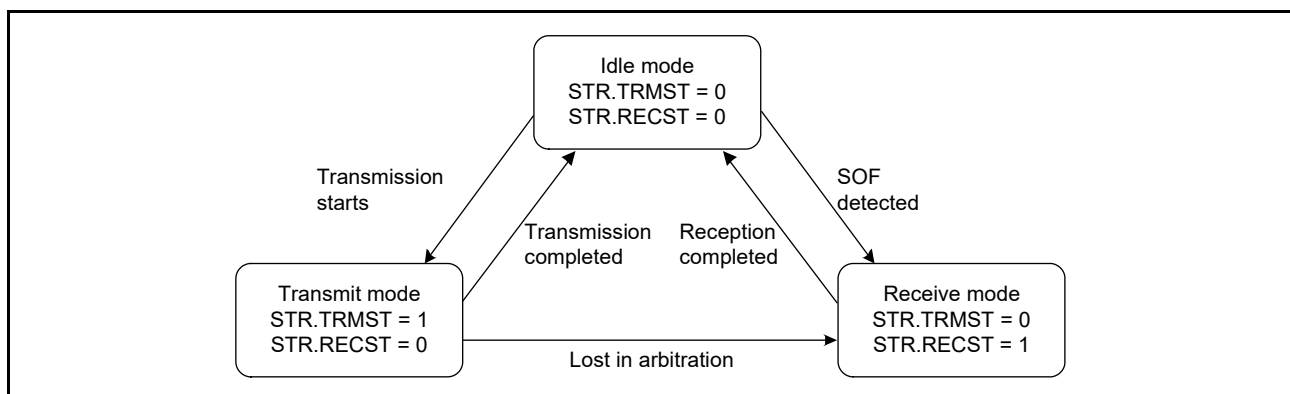 Idle mode
STR.TRMST = 0
STR.RECST = 0
Transmission
starts
SOF
detected
Transmission
completed
Reception
completed
Transmit mode
STR.TRMST = 1
STR.RECST = 0
Receive mode
STR.TRMST = 0
STR.RECST = 1
Lost in arbitration